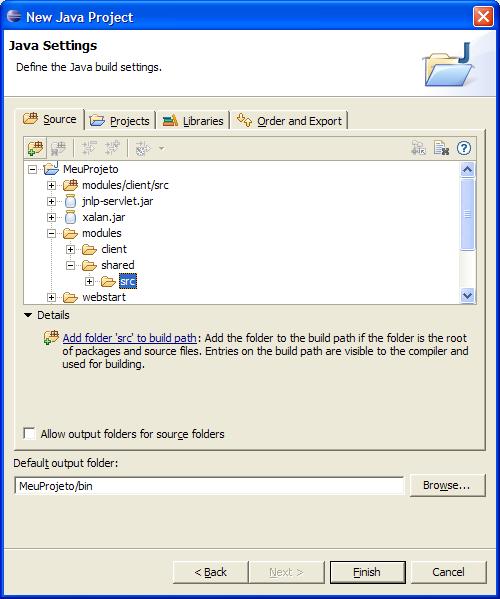 New Java Project
Java Settings
Define the Java build settings.
Source Projects Libraries Order and Export
MeuProjeto
modules/client/src
jnlp-servlet.jar
xalan.jar
modules
client
shared
src
webstart
Details
Add folder 'src' to build path: Add the folder to the build path if the folder is the root
of packages and source files. Entries on the build path are visible to the compiler and
used for building.
Allow output folders for source folders
Default output folder:
MeuProjeto/bin Browse...
< Back Next > Finish Cancel